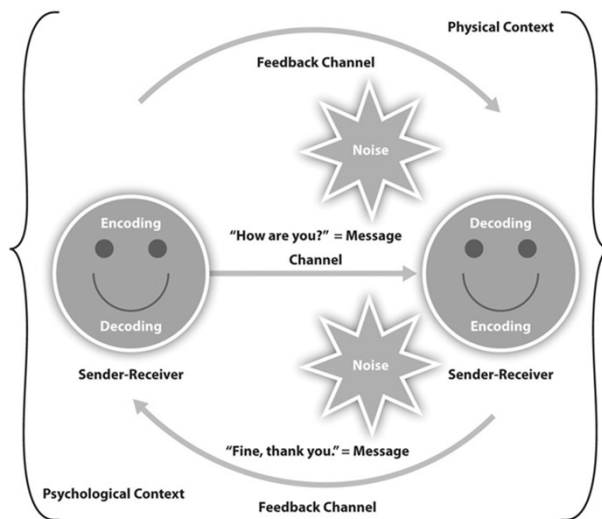 Physical Context
Feedback Channel
Noise
Encoding
Decoding
“How are you?” = Message
Channel
Decoding
Encoding
Noise
Sender-Receiver
Sender-Receiver
“Fine, thank you.” = Message
Psychological Context
Feedback Channel